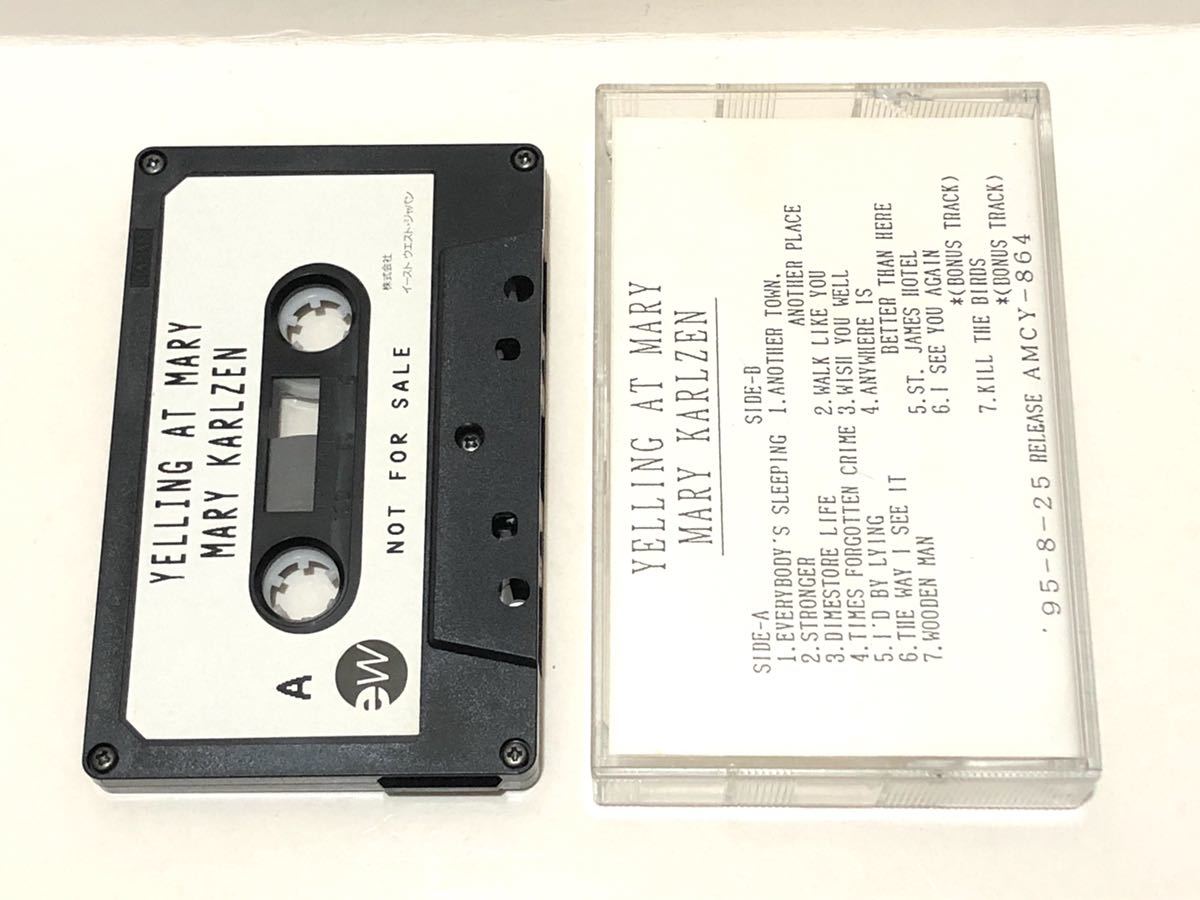 YELLING AT MARY
MARY KARLZEN
株式会社
イースト ウエスト・ジャパン
NOT FOR SALE
A
ew
YELLING AT MARY
MARY KARLZEN
SIDE-A
1.EVERYBODY'S SLEEPING
2.STRONGER
3.DIMESTORE LIFE
4.TIMES FORGOTTEN CRIME
5.I'D BY LYING
6.THE WAY I SEE IT
7.WOODEN MAN
SIDE-B
1.ANOTHER TOWN.
ANOTHER PLACE
2.WALK LIKE YOU
3.WISH YOU WELL
4.ANYWHERE IS
BETTER THAN HERE
5.ST. JAMES HOTEL
6.I SEE YOU AGAIN
*(BONUS TRACK)
7.KILL THE BIRDS
*(BONUS TRACK)
'95-8-25 RELEASE AMCY-864